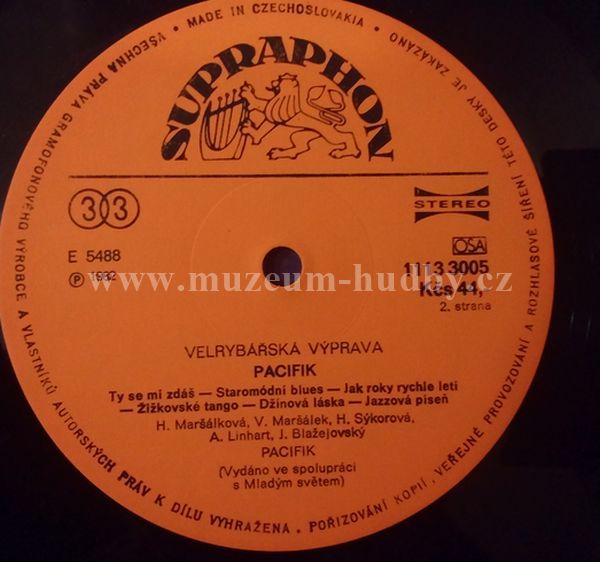 VŠECHNA PRÁVA GRAMOFONOVÉHO VÝROBCE A VLASTNÍKŮ AUTORSKÝCH PRÁV K DÍLU VYHRAŽENA. POŘIZOVÁNÍ KOPIÍ, VEŘEJNÉ PROVOZOVÁNÍ A ROZHLASOVÉ ŠÍŘENÍ TÉTO DESKY JE ZAKÁZÁNO • MADE IN CZECHOSLOVAKIA •
SUPRAPHON
33
STEREO
E 5488
OSA
℗ 1982
1113 3005
www.muzeum-hudby.cz
Kčs 44,
2. strana
VELRYBÁŘSKÁ VÝPRAVA
PACIFIK
Ty se mi zdáš — Staromódní blues — Jak roky rychle letí
— Žižkovské tango — Džínová láska — Jazzová píseň
H. Maršálková, V. Maršálek, H. Sýkorová,
A. Linhart, J. Blažejovský
PACIFIK
(Vydáno ve spolupráci
s Mladým světem)